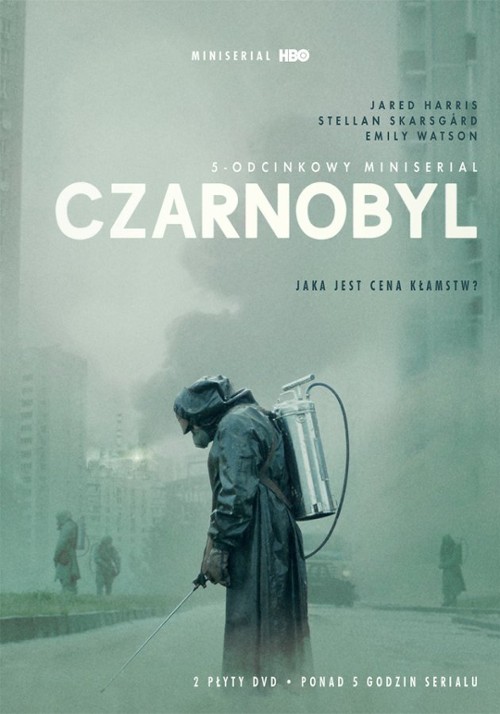 MINISERIAL HBO
JARED HARRIS
STELLAN SKARSGÅRD
EMILY WATSON
5-ODCINKOWY MINISERIAL
CZARNOBYL
JAKA JEST CENA KŁAMSTW?
2 PŁYTY DVD • PONAD 5 GODZIN SERIALU